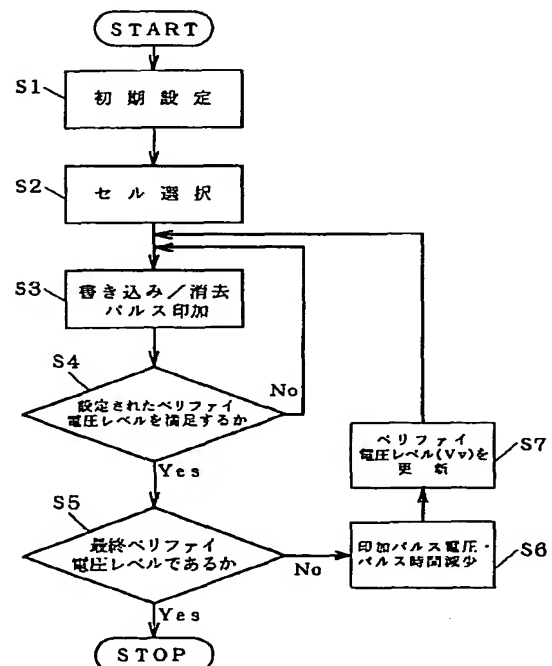 START
S1
初期設定
S2
セル選択
S3
書き込み／消去
パルス印加
S4
設定されたベリファイ
電圧レベルを満足するか
No
Yes
S5
最終ベリファイ
電圧レベルであるか
No
Yes
STOP
ベリファイ
電圧レベル(Vv)を
更新
S7
印加パルス電圧・
パルス時間減少
S6